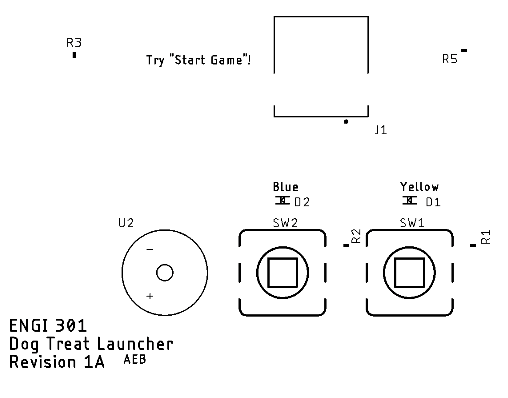 R3
Try "Start Game"!
R5
J1
Blue
D2
Yellow
D1
U2
SW2
R2
SW1
R1
−
+
ENGI 301
Dog Treat Launcher
Revision 1A AEB